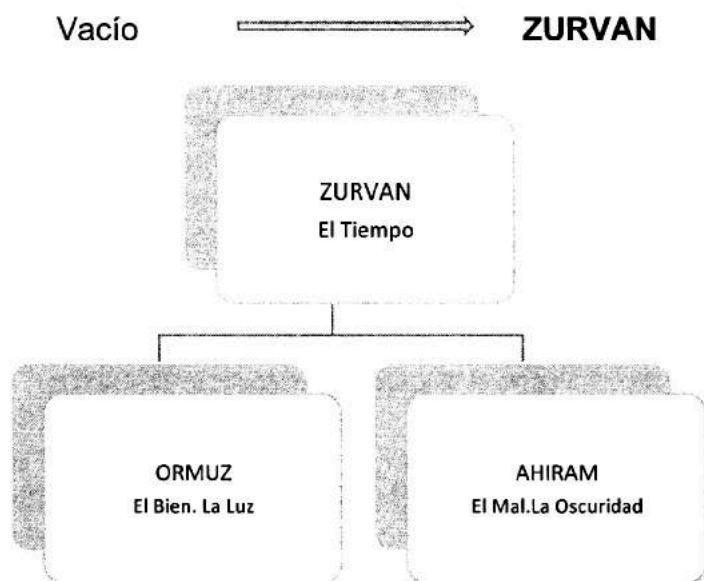 Vacío ZURVAN
ZURVAN
El Tiempo
ORMUZ
El Bien. La Luz
AHIRAM
El Mal.La Oscuridad